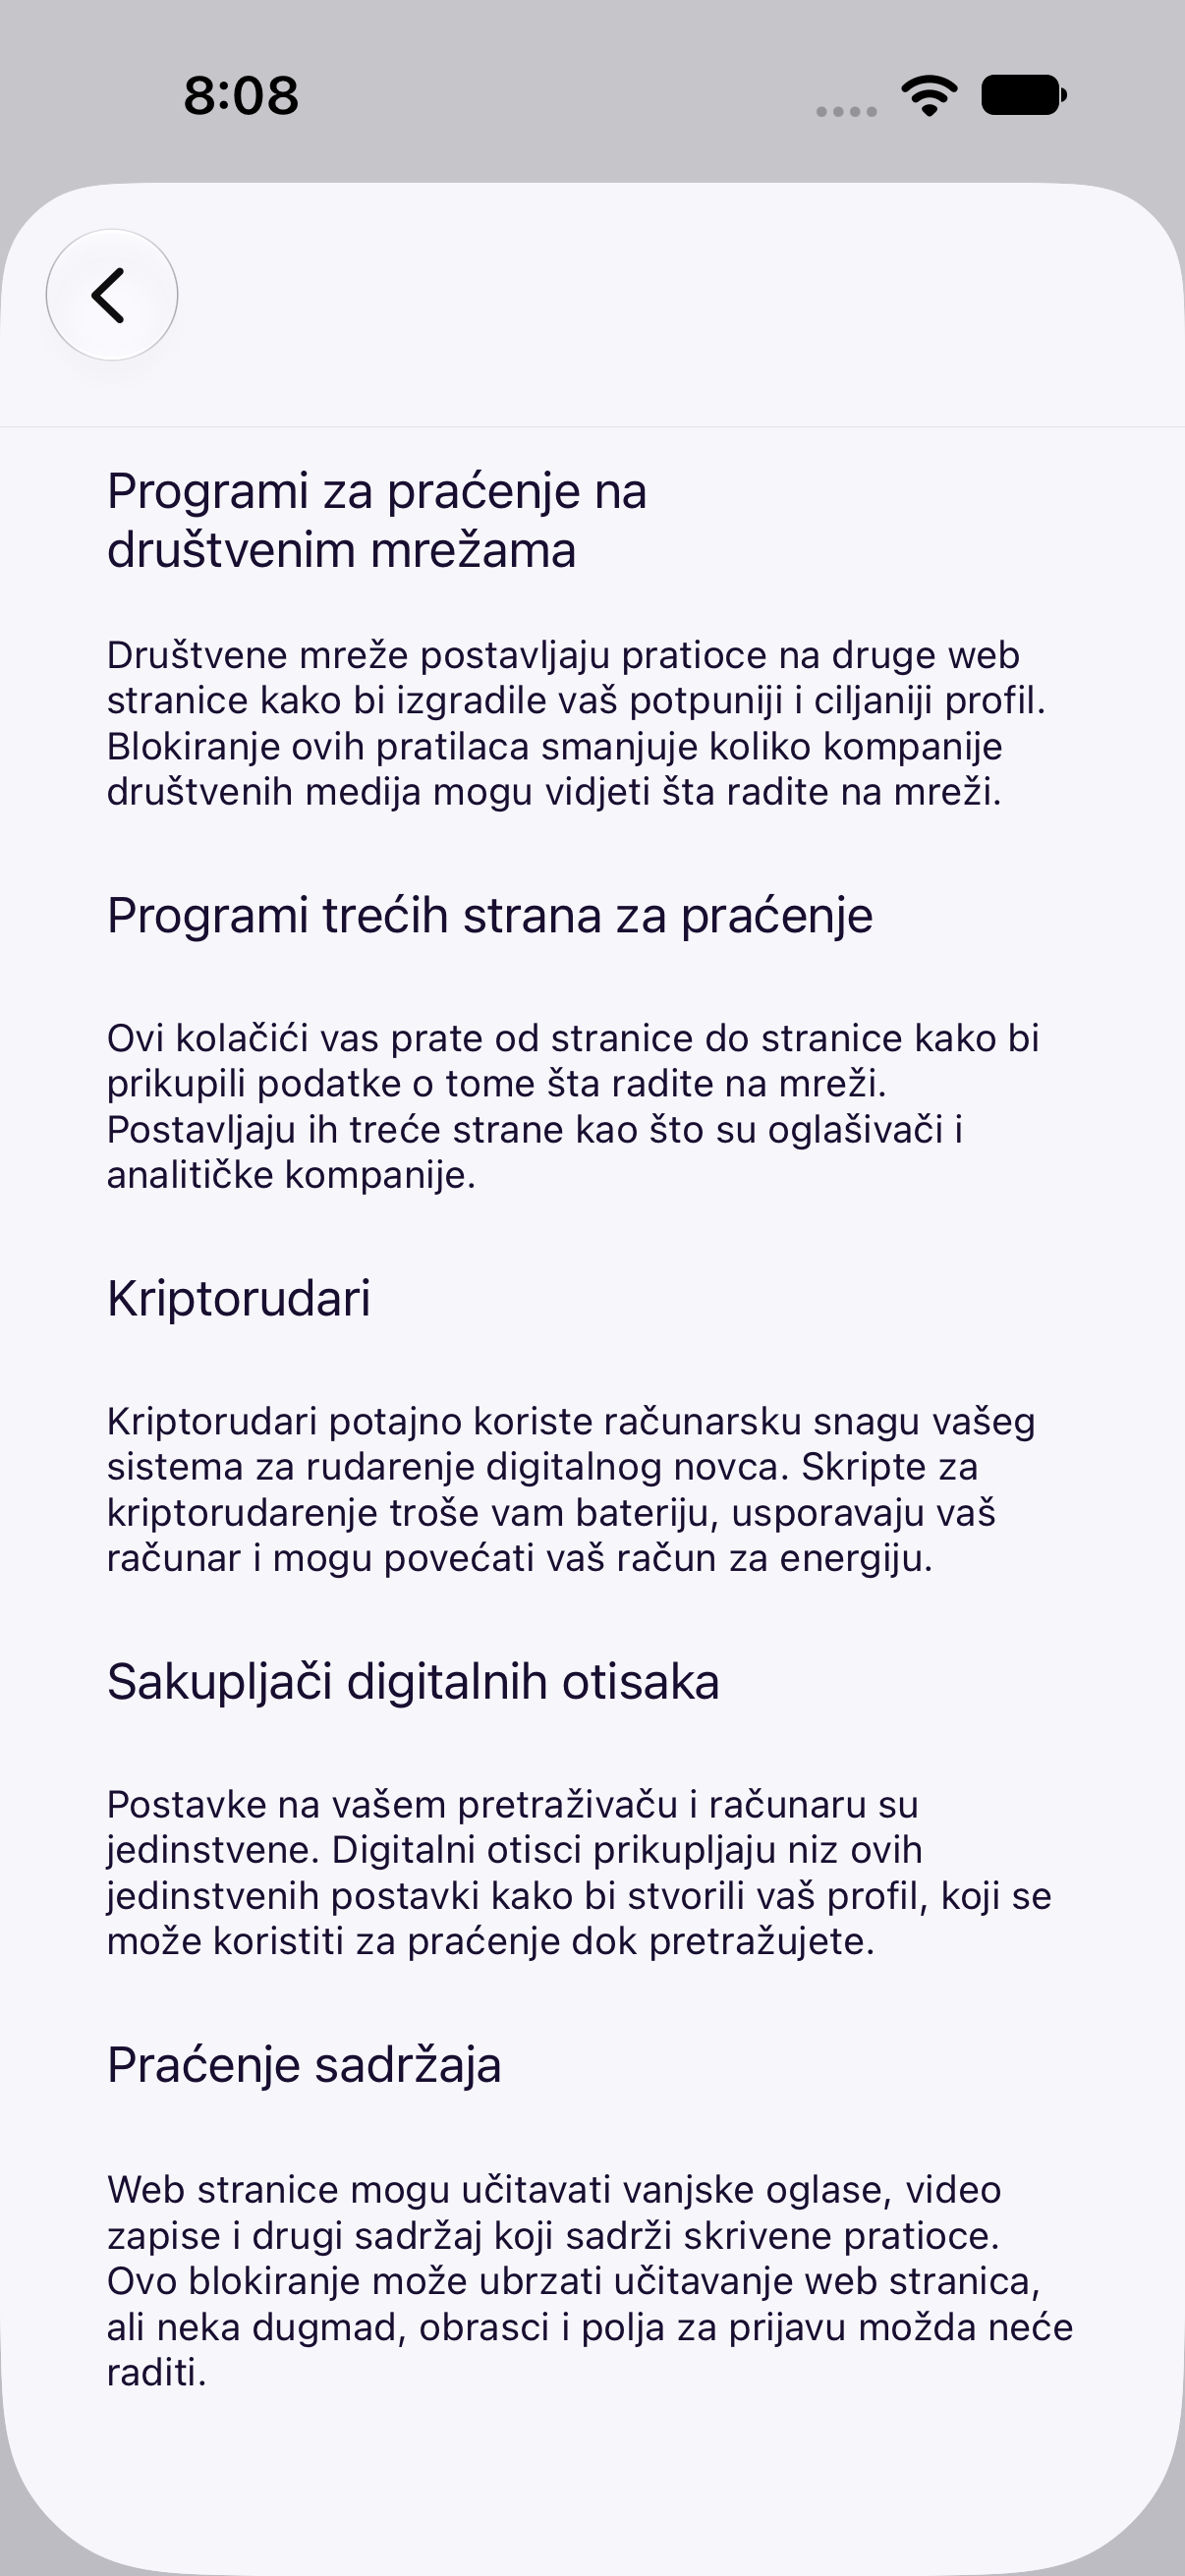 8:08
Programi za praćenje na
društvenim mrežama
Društvene mreže postavljaju pratioce na druge web
stranice kako bi izgradile vaš potpuniji i ciljaniji profil.
Blokiranje ovih pratilaca smanjuje koliko kompanije
društvenih medija mogu vidjeti šta radite na mreži.
Programi trećih strana za praćenje
Ovi kolačići vas prate od stranice do stranice kako bi
prikupili podatke o tome šta radite na mreži.
Postavljaju ih treće strane kao što su oglašivači i
analitičke kompanije.
Kriptorudari
Kriptorudari potajno koriste računarsku snagu vašeg
sistema za rudarenje digitalnog novca. Skripte za
kriptorudarenje troše vam bateriju, usporavaju vaš
računar i mogu povećati vaš račun za energiju.
Sakupljači digitalnih otisaka
Postavke na vašem pretraživaču i računaru su
jedinstvene. Digitalni otisci prikupljaju niz ovih
jedinstvenih postavki kako bi stvorili vaš profil, koji se
može koristiti za praćenje dok pretražujete.
Praćenje sadržaja
Web stranice mogu učitavati vanjske oglase, video
zapise i drugi sadržaj koji sadrži skrivene pratioce.
Ovo blokiranje može ubrzati učitavanje web stranica,
ali neka dugmad, obrasci i polja za prijavu možda neće
raditi.